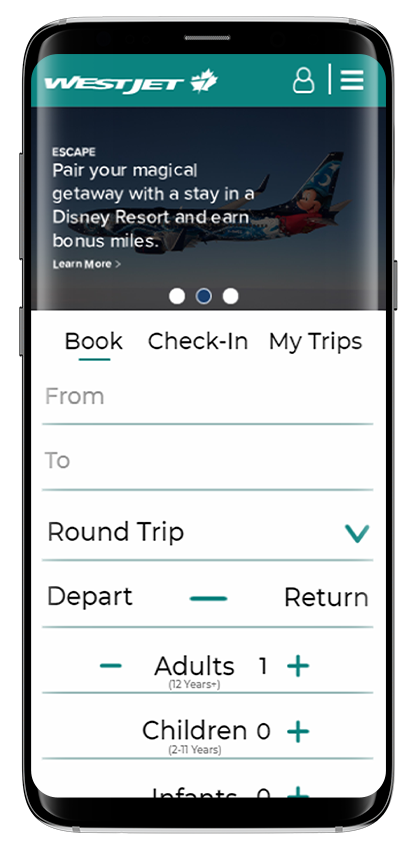 WESTJET
ESCAPE
Pair your magical
getaway with a stay in a
Disney Resort and earn
bonus miles.
Learn More >
Book Check-In My Trips
From
To
Round Trip
Depart — Return
− Adults 1 +
(12 Years+)
Children 0 +
(2-11 Years)
Infants 0 +